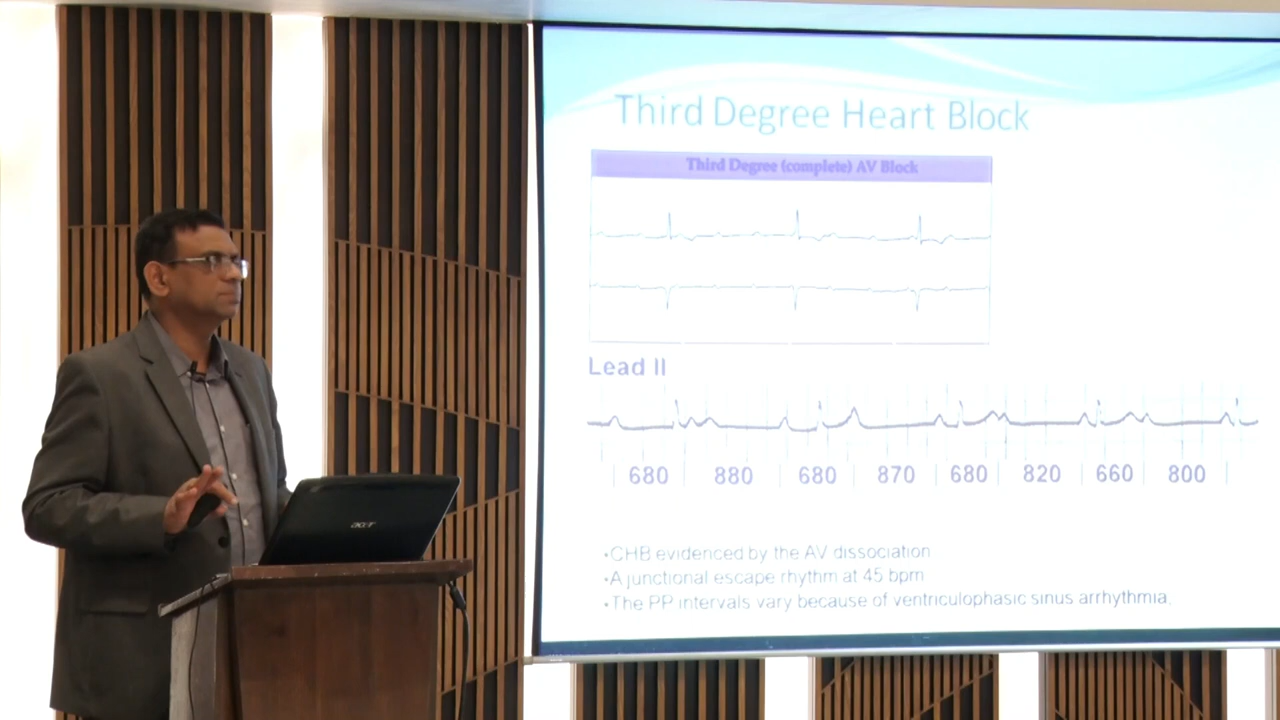 Third Degree Heart Block
Third Degree (complete) AV Block
Lead II
680 880 680 870 680 820 660 800
•CHB evidenced by the AV dissociation
•A junctional escape rhythm at 45 bpm
•The PP intervals vary because of ventriculophasic sinus arrhythmia.
acer